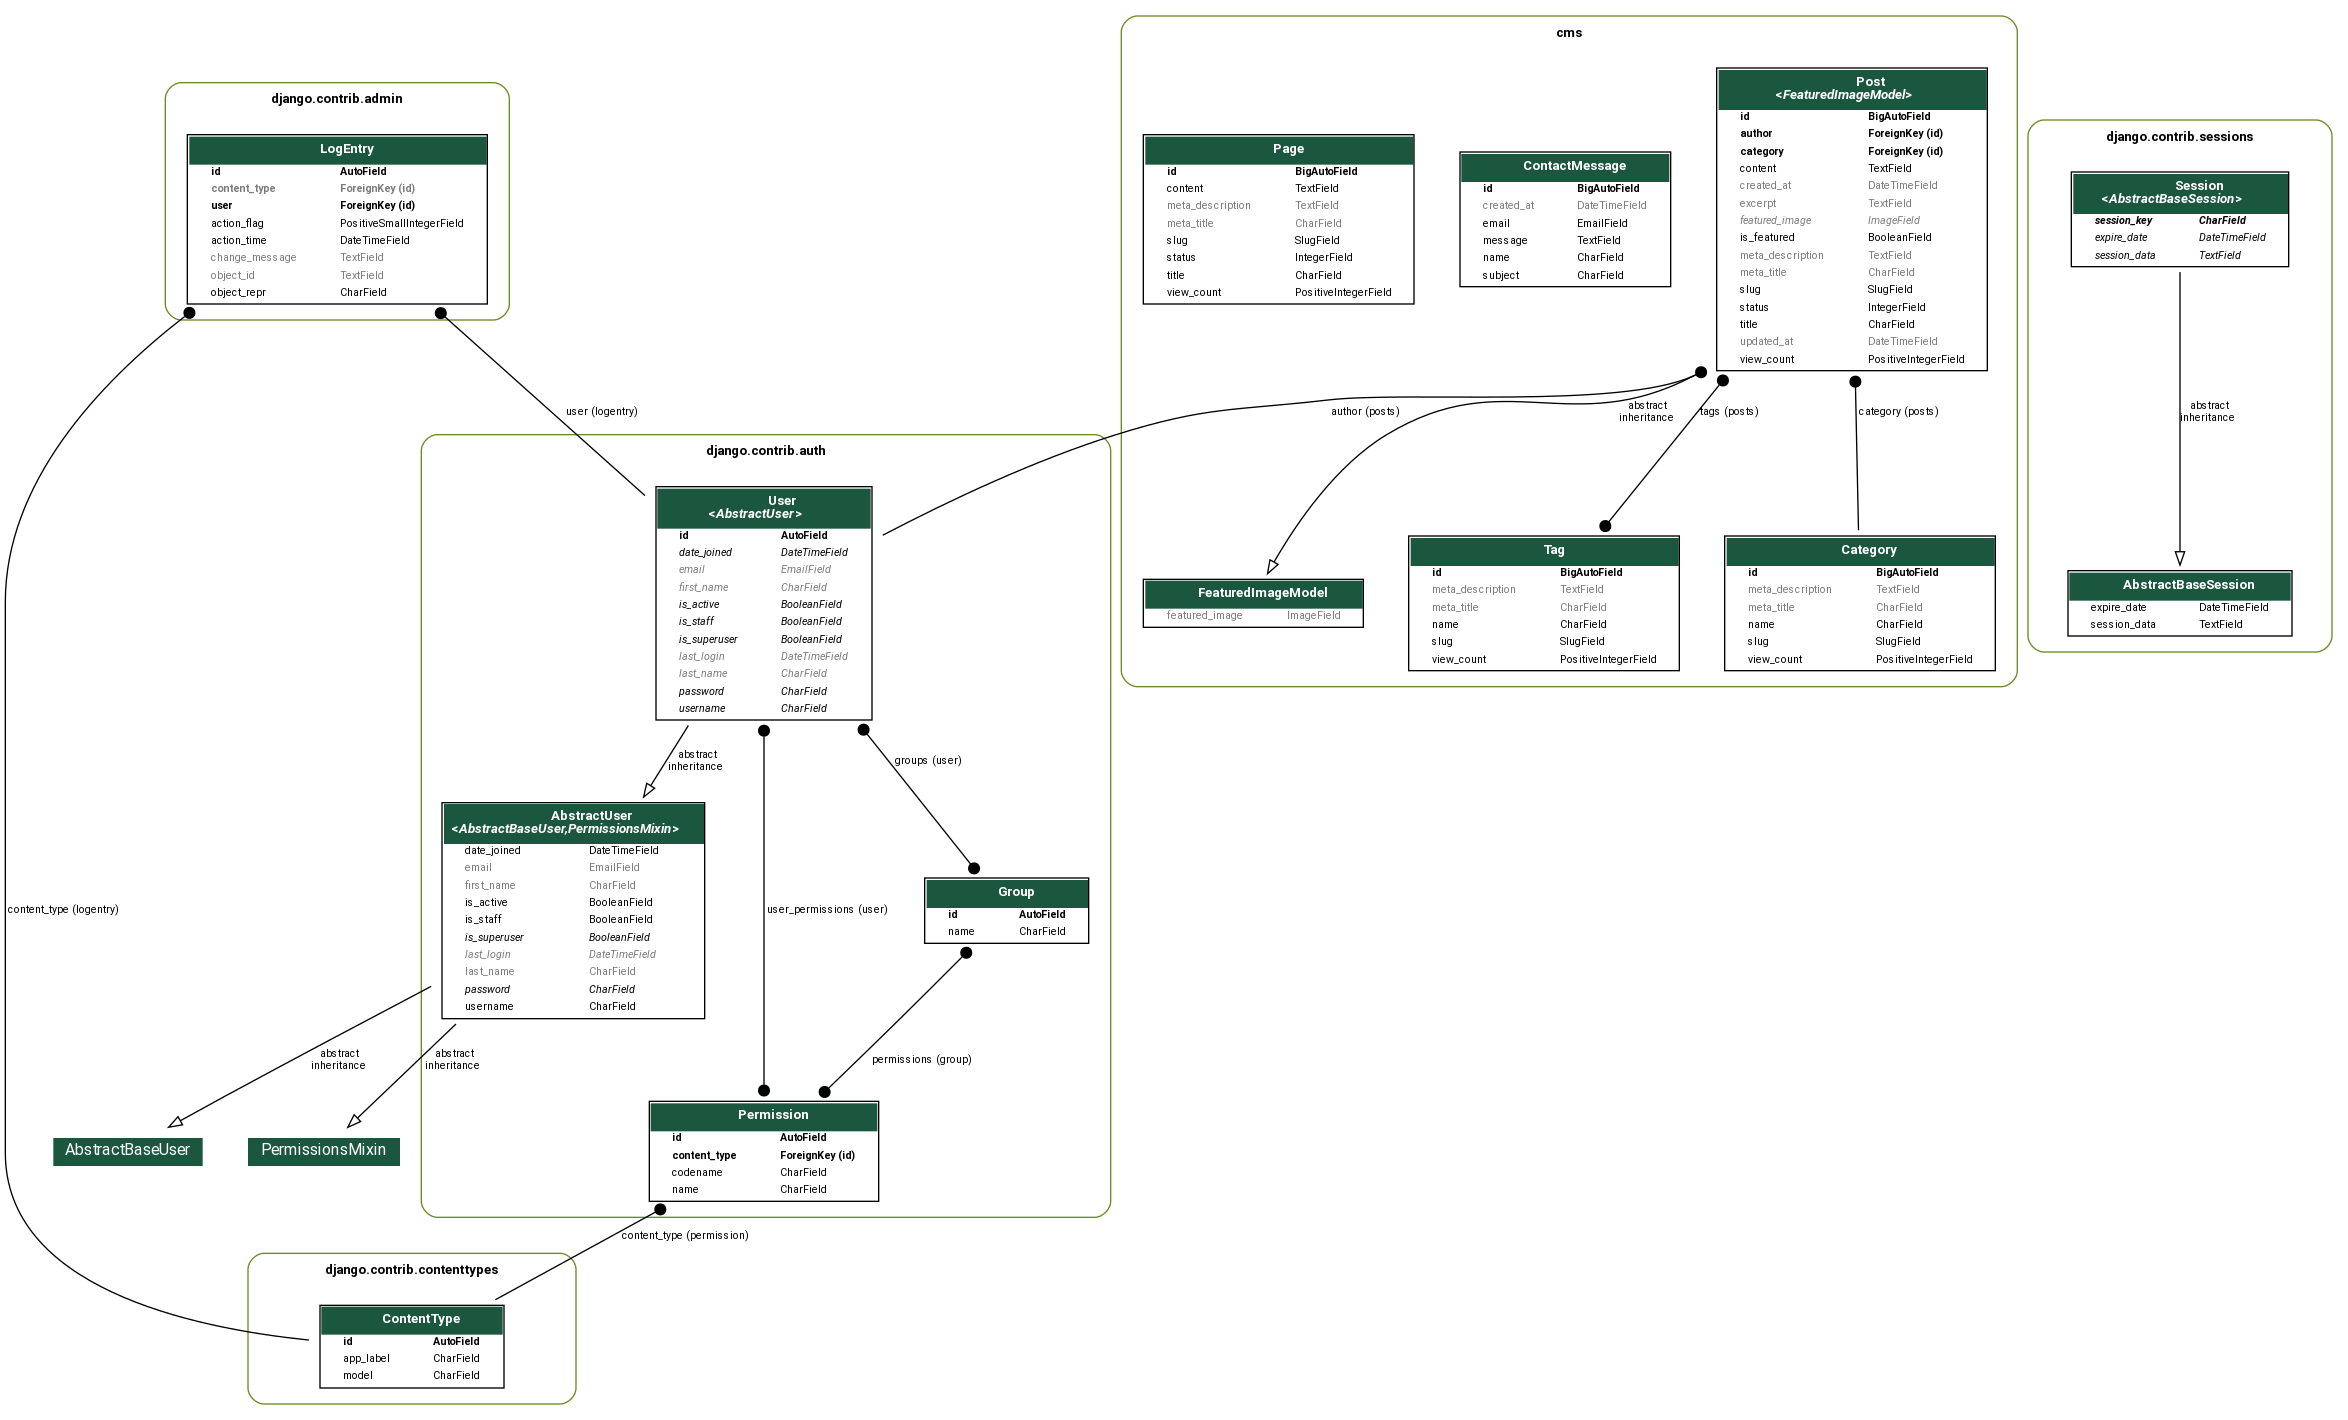 cms
Post
<FeaturedImageModel>
id BigAutoField
author ForeignKey (id)
category ForeignKey (id)
content TextField
created_at DateTimeField
excerpt TextField
featured_image ImageField
is_featured BooleanField
meta_description TextField
meta_title CharField
slug SlugField
status IntegerField
title CharField
updated_at DateTimeField
view_count PositiveIntegerField
django.contrib.admin
LogEntry
id AutoField
content_type ForeignKey (id)
user ForeignKey (id)
action_flag PositiveSmallIntegerField
action_time DateTimeField
change_message TextField
object_id TextField
object_repr CharField
Page
id BigAutoField
content TextField
meta_description TextField
meta_title CharField
slug SlugField
status IntegerField
title CharField
view_count PositiveIntegerField
ContactMessage
id BigAutoField
created_at DateTimeField
email EmailField
message TextField
name CharField
subject CharField
django.contrib.sessions
Session
<AbstractBaseSession>
session_key CharField
expire_date DateTimeField
session_data TextField
user (logentry)
author (posts)
abstract
inheritance
tags (posts)
category (posts)
abstract
inheritance
django.contrib.auth
User
<AbstractUser>
id AutoField
date_joined DateTimeField
email EmailField
first_name CharField
is_active BooleanField
is_staff BooleanField
is_superuser BooleanField
last_login DateTimeField
last_name CharField
password CharField
username CharField
FeaturedImageModel
featured_image ImageField
Tag
id BigAutoField
meta_description TextField
meta_title CharField
name CharField
slug SlugField
view_count PositiveIntegerField
Category
id BigAutoField
meta_description TextField
meta_title CharField
name CharField
slug SlugField
view_count PositiveIntegerField
AbstractBaseSession
expire_date DateTimeField
session_data TextField
abstract
inheritance
groups (user)
AbstractUser
<AbstractBaseUser,PermissionsMixin>
date_joined DateTimeField
email EmailField
first_name CharField
is_active BooleanField
is_staff BooleanField
is_superuser BooleanField
last_login DateTimeField
last_name CharField
password CharField
username CharField
content_type (logentry)
user_permissions (user)
Group
id AutoField
name CharField
abstract
inheritance
abstract
inheritance
permissions (group)
AbstractBaseUser
PermissionsMixin
Permission
id AutoField
content_type ForeignKey (id)
codename CharField
name CharField
content_type (permission)
django.contrib.contenttypes
ContentType
id AutoField
app_label CharField
model CharField